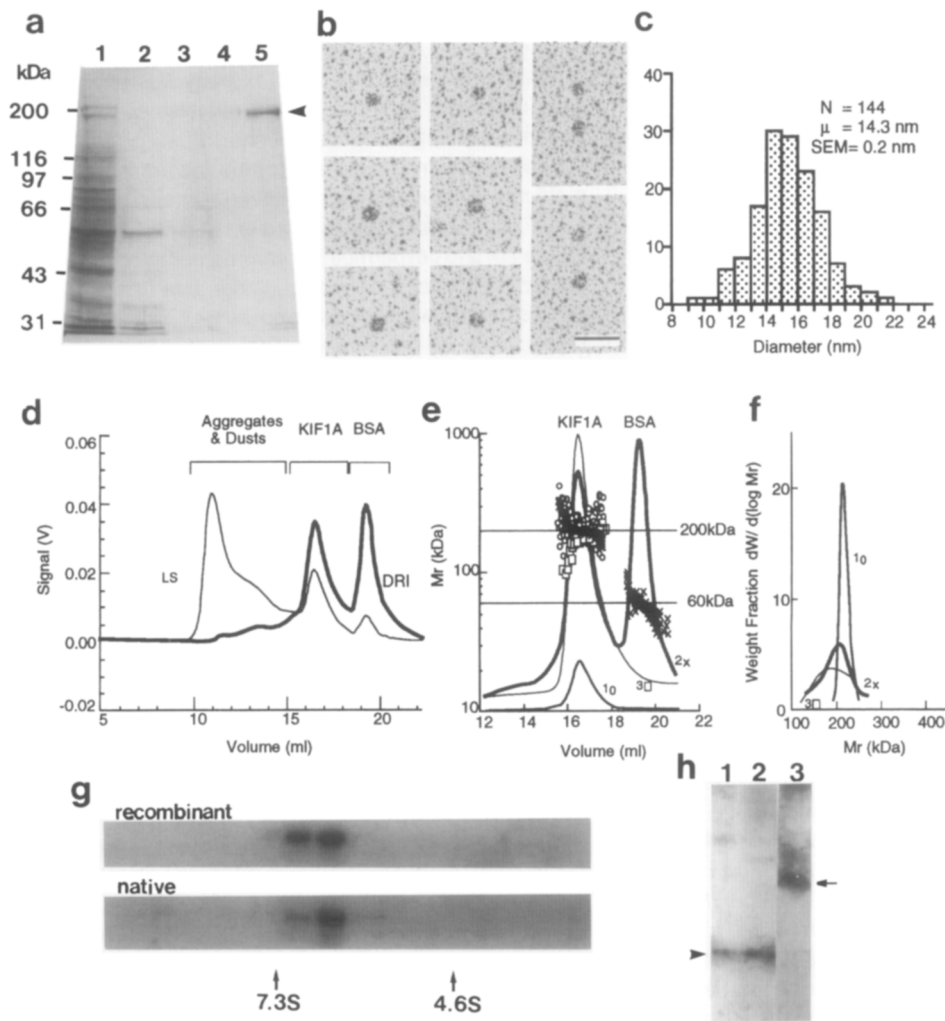 a
1 2 3 4 5
kDa
200
116
97
66
43
31
b
c
40
30
20
10
0
N = 144
μ = 14.3 nm
SEM= 0.2 nm
8 10 12 14 16 18 20 22 24
Diameter (nm)
d
Aggregates
& Dusts
KIF1A
BSA
0.06
0.04
0.02
0.00
-0.02
Signal (V)
LS
DRI
5 10 15 20
Volume (ml)
e
KIF1A
BSA
1000
100
10
Mr (kDa)
200kDa
60kDa
2x
3□
1o
12 14 16 18 20 22
Volume (ml)
f
Weight Fraction dW/ d(log Mr)
20
10
0
1o
2x
3□
100 200 300 400
Mr (kDa)
g
recombinant
native
7.3S
4.6S
h
1 2 3